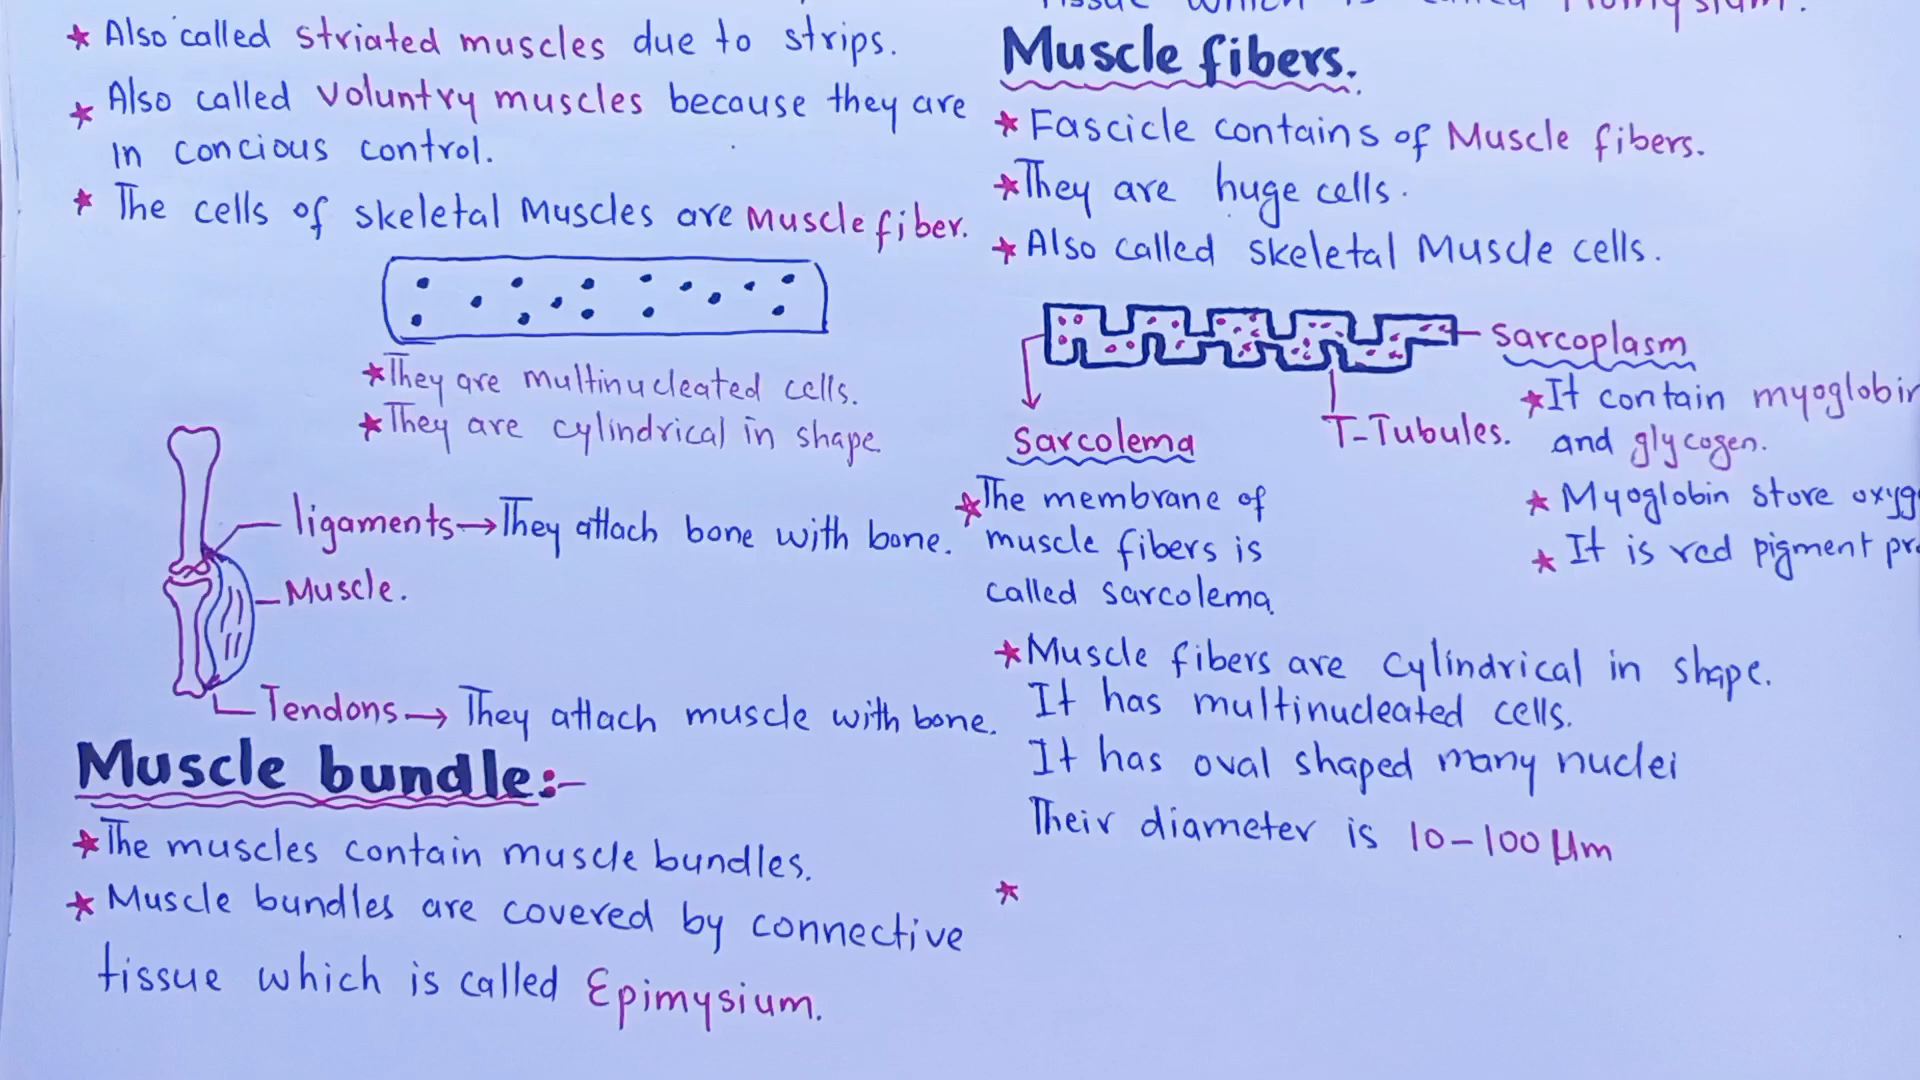 ★ Also called striated muscles due to strips.
★ Also called voluntry muscles because they are
in concious control.
★ The cells of skeletal Muscles are Muscle fiber.
★ They are multinucleated cells.
★ They are cylindrical in shape
ligaments → They attach bone with bone.
Muscle.
Tendons → They attach muscle with bone.
Muscle bundle:-
★ The muscles contain muscle bundles.
★ Muscle bundles are covered by connective
tissue which is called Epimysium.
tissue which is called
Muscle fibers.
★ Fascicle contains of Muscle fibers.
★ They are huge cells.
★ Also called skeletal Muscle cells.
Sarcoplasm
★ It contain myoglobin
and glycogen.
★ Myoglobin store
★ It is red pigment
T-Tubules.
Sarcolema
★ The membrane of
muscle fibers is
called sarcolema.
★ Muscle fibers are cylindrical in shape.
It has multinucleated cells.
It has oval shaped many nuclei
Their diameter is 10-100 μm
★